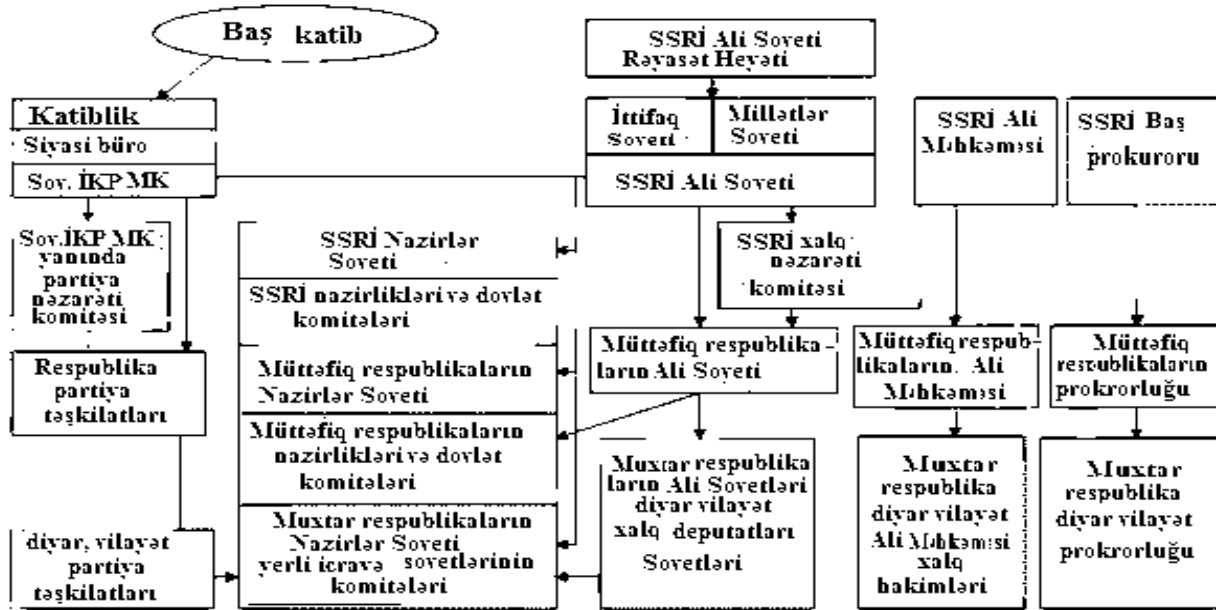 Baş katib
SSRİ Ali Soveti
Rəyasət Heyəti
Katiblik
Siyasi büro
Sov. İKP MK
İttifaq
Soveti
Millətlər
Soveti
SSRİ Ali Soveti
SSRİ Ali
Məhkəməsi
SSRİ Baş
prokuroru
Sov.İKP MK
yanında
partiya
nəzarəti
komitəsi
SSRİ Nazirlər
Soveti
SSRİ nazirlikləri və dovlət
komitələri
SSRİ xalq
nəzarəti
komitəsi
Respublika
partiya
təşkilatları
Müttəfiq respublikaların
Nazirlər Soveti
Müttəfiq respublika–
ların Ali Soveti
Müttəfiq respub–
likaların. Ali
Məhkəməsi
Müttəfiq
respublikaların
prokrorluğu
Müttəfiq respublikaların
nazirlikləri və dovlət
komitələri
Muxtar respublika
ların Ali Sovetləri
diyar vilayət
xalq deputatları
Sovetləri
Muxtar
respublika
diyar vilayət
Ali Məhkəməsi
xalq
hakimləri
Muxtar
respublika
diyar vilayət
prokrorluğu
diyar, vilayət
partiya
təşkilatları
Muxtar respublikaların
Nazirlər Soveti
yerli icravə sovetlərinin
komitələri